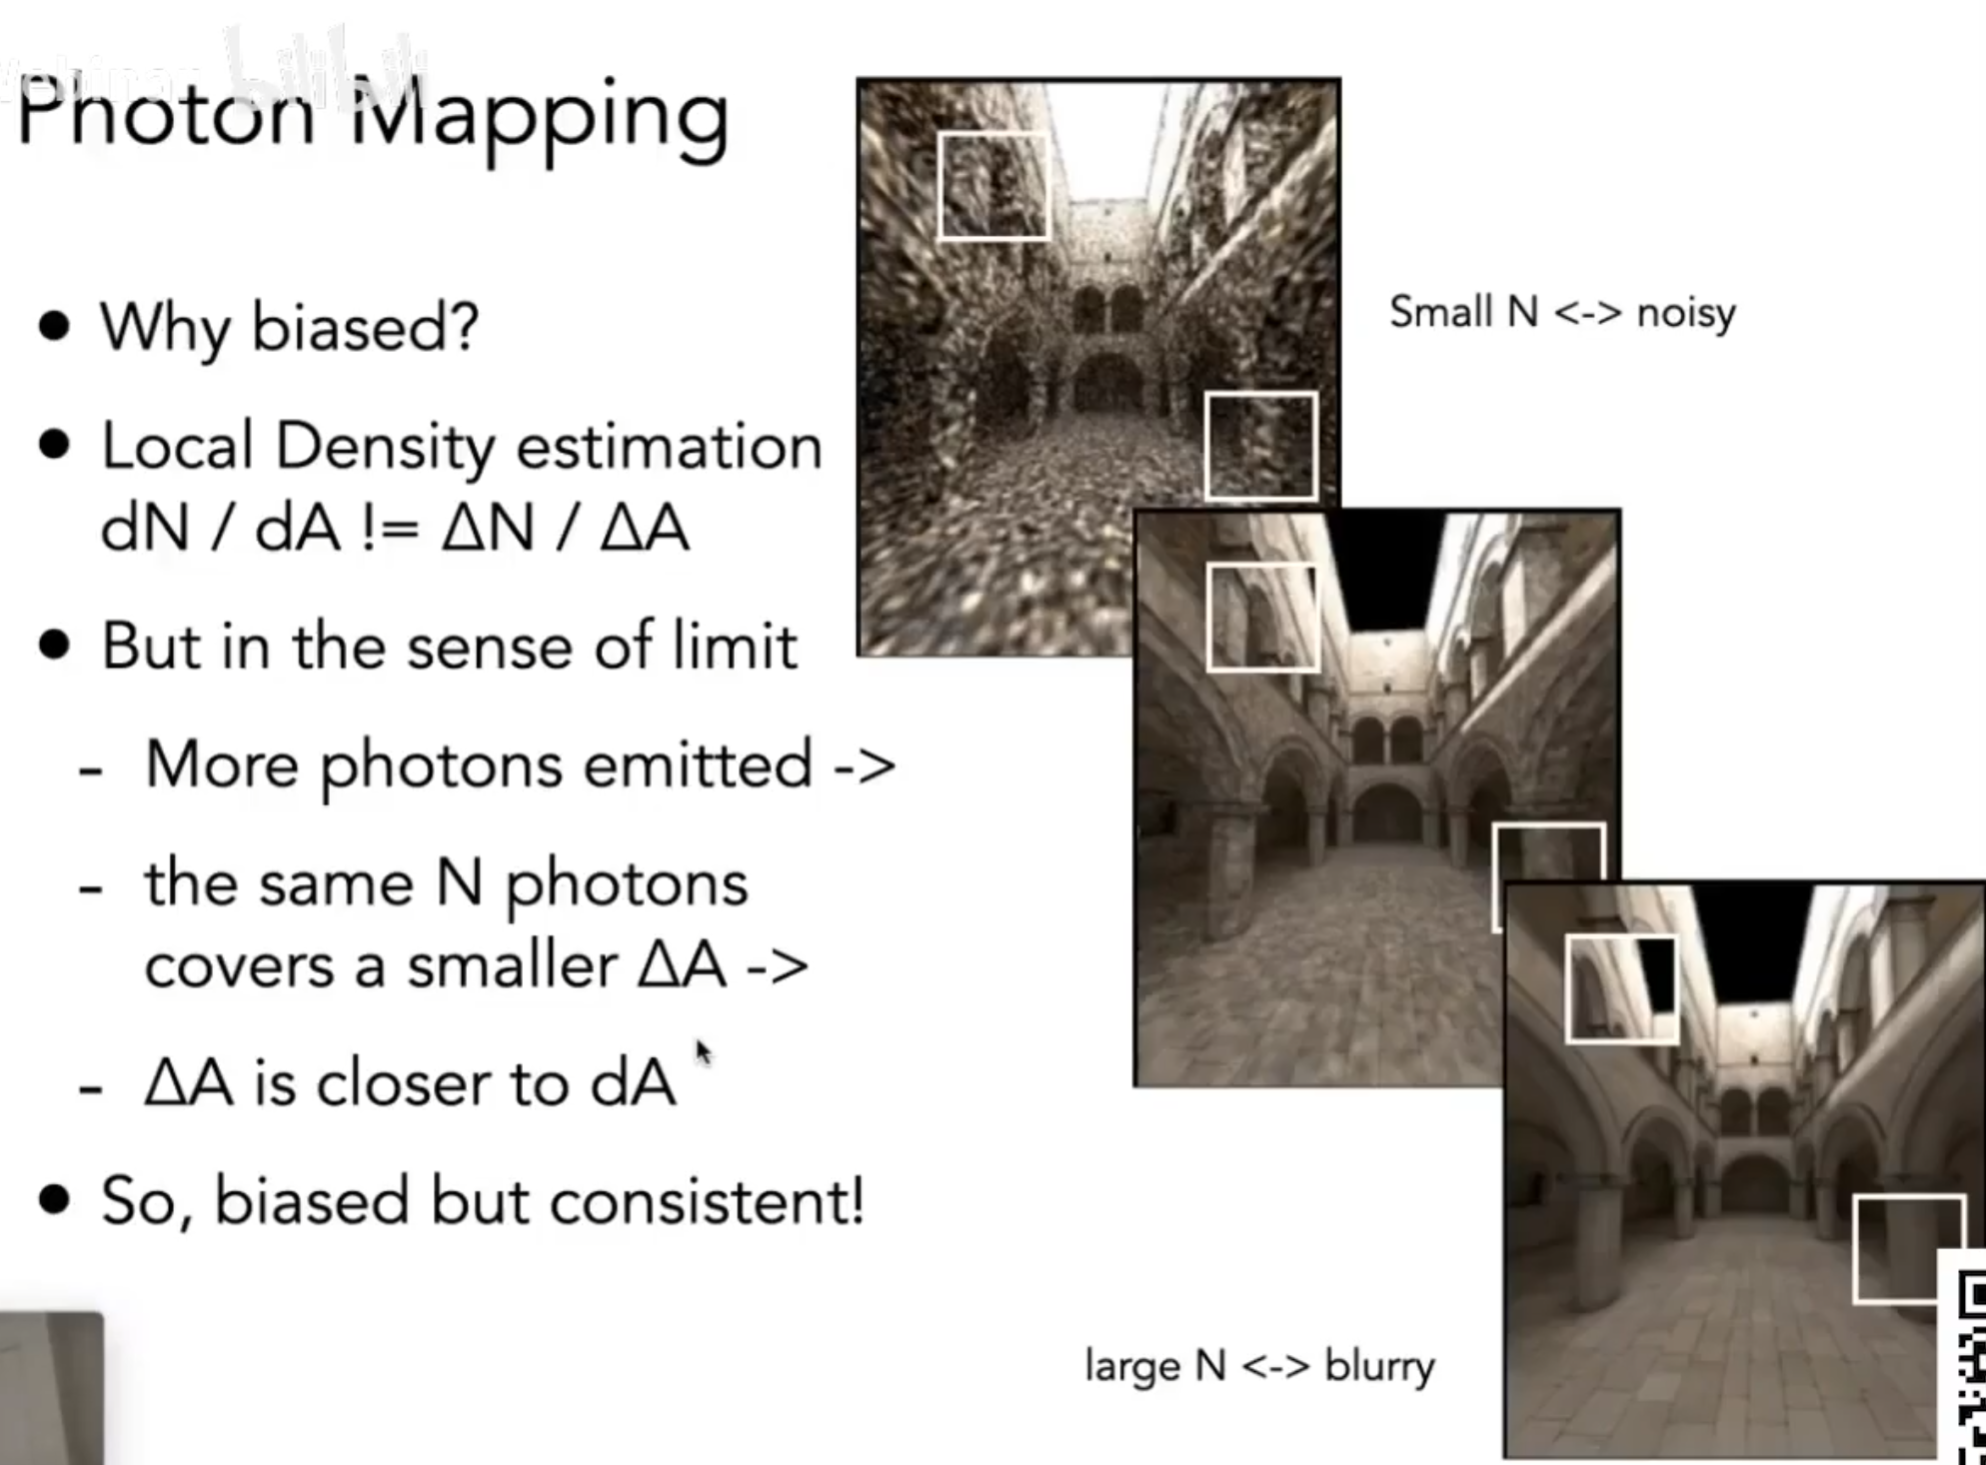 Webinar bilibili
Photon Mapping
• Why biased?
• Local Density estimation
dN / dA != ΔN / ΔA
• But in the sense of limit
- More photons emitted ->
- the same N photons
covers a smaller ΔA ->
- ΔA is closer to dA
• So, biased but consistent!
Small N <-> noisy
large N <-> blurry